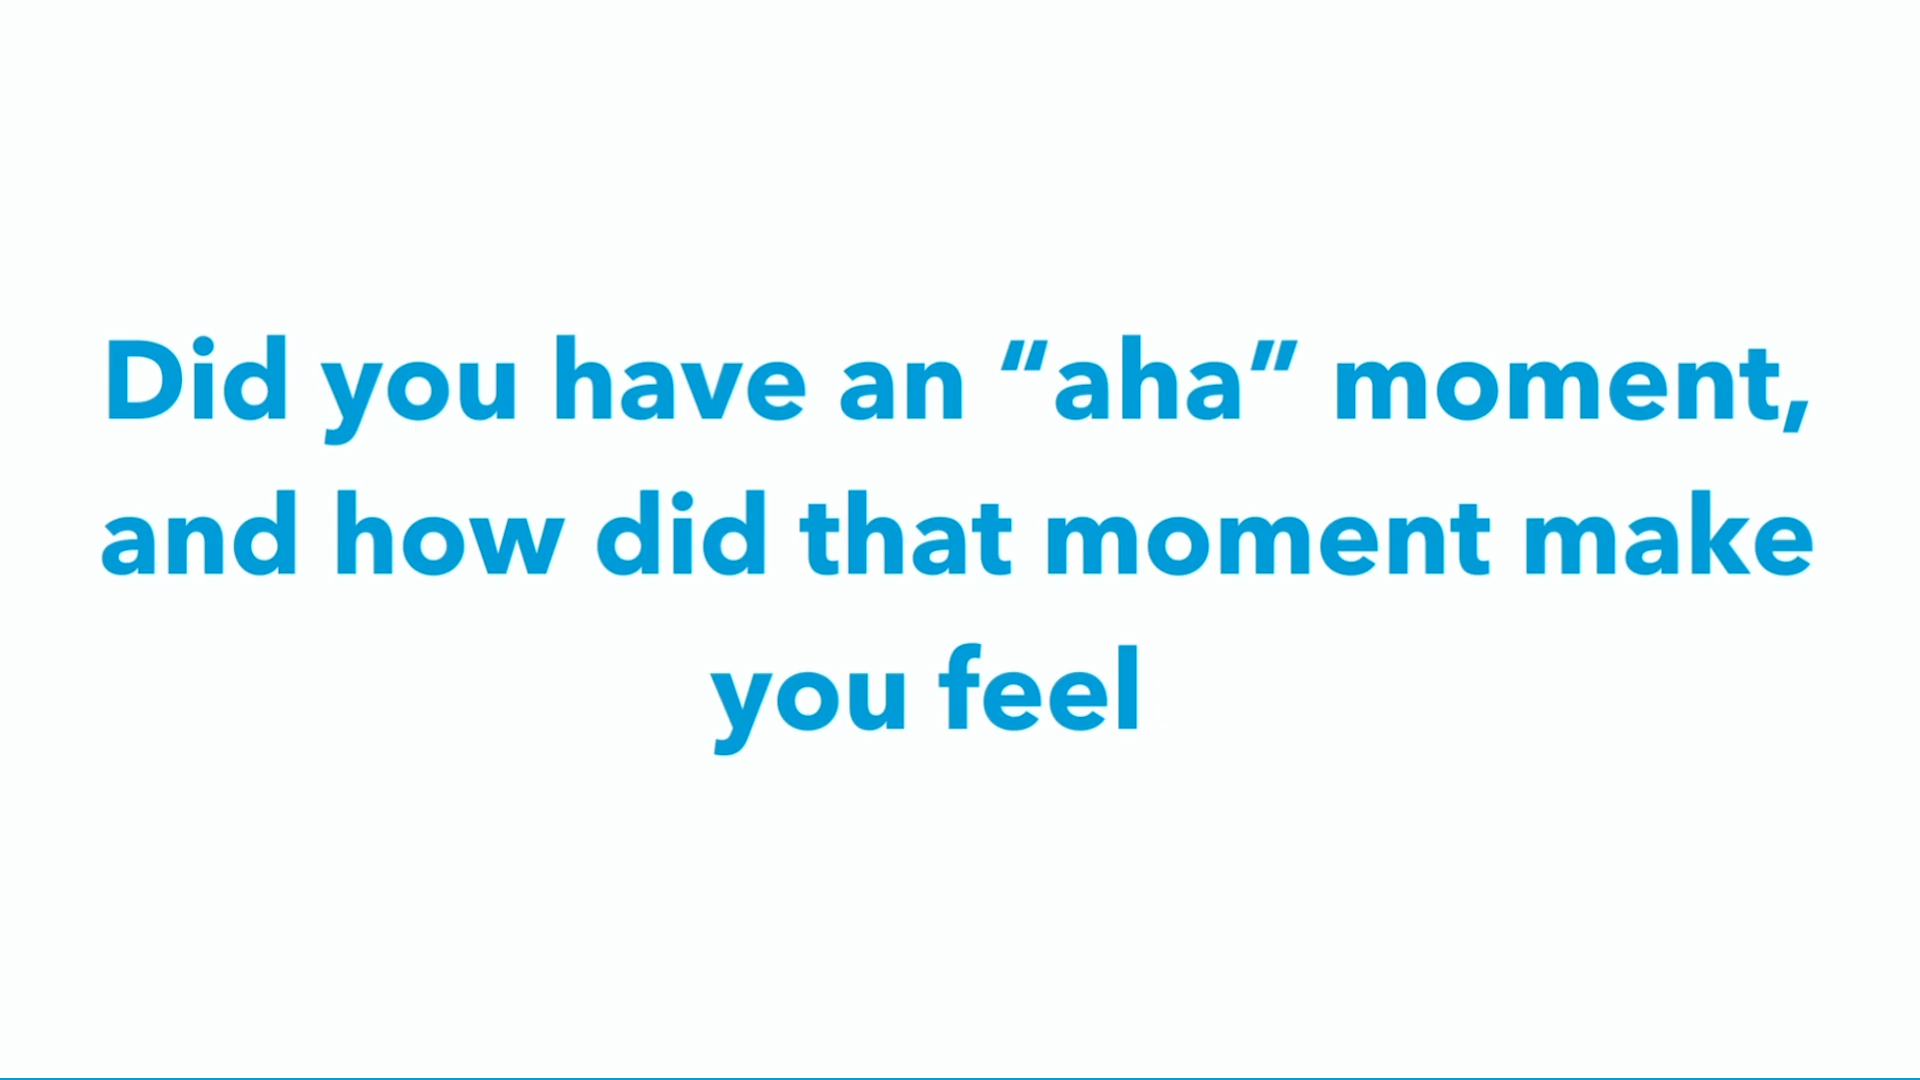 Did you have an “aha” moment,
and how did that moment make
you feel